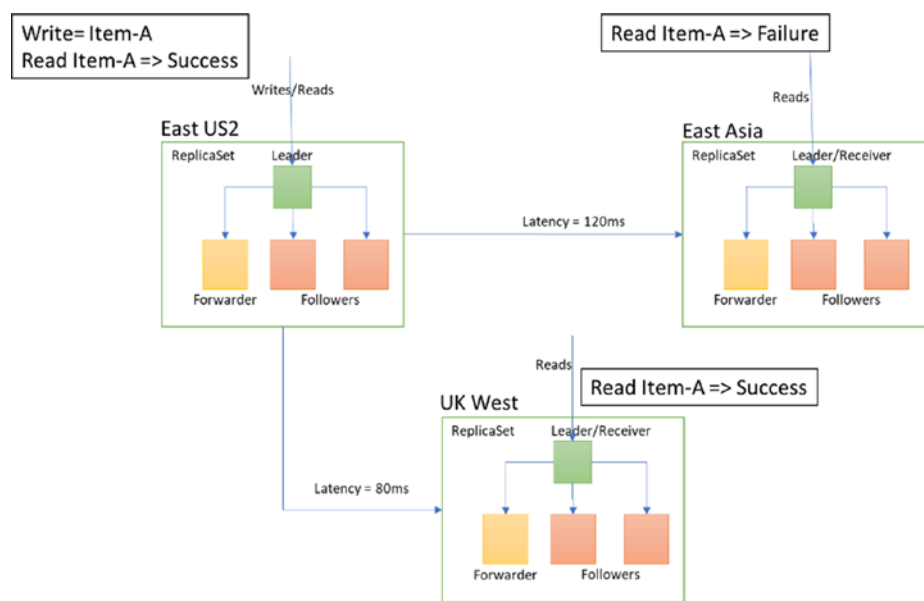 Write= Item-A
Read Item-A => Success
Read Item-A => Failure
Writes/Reads
Reads
East US2
East Asia
ReplicaSet
Leader
ReplicaSet
Leader/Receiver
Latency = 120ms
Forwarder
Followers
Forwarder
Followers
Reads
Read Item-A => Success
UK West
ReplicaSet
Leader/Receiver
Latency = 80ms
Forwarder
Followers